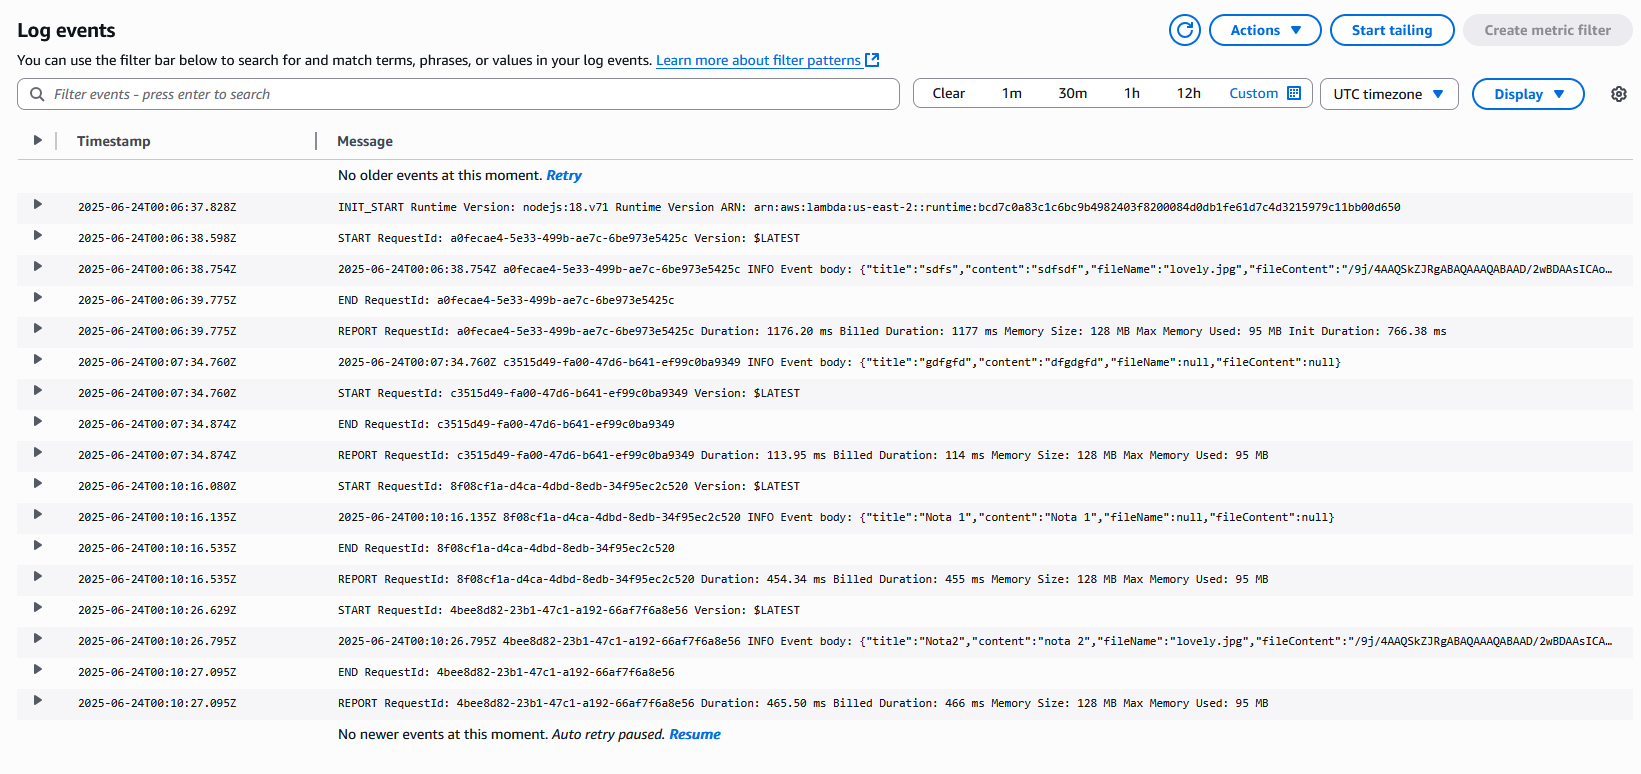 Log events
Actions
Start tailing
Create metric filter
You can use the filter bar below to search for and match terms, phrases, or values in your log events. Learn more about filter patterns
Filter events - press enter to search
Clear 1m 30m 1h 12h Custom
UTC timezone
Display
Timestamp Message
No older events at this moment. Retry
2025-06-24T00:06:37.828Z INIT_START Runtime Version: nodejs:18.v71 Runtime Version ARN: arn:aws:lambda:us-east-2::runtime:bcd7c0a83c1c6bc9b4982403f8200084d0db1fe61d7c4d3215979c11bb00d650
2025-06-24T00:06:38.598Z START RequestId: a0fecae4-5e33-499b-ae7c-6be973e5425c Version: $LATEST
2025-06-24T00:06:38.754Z 2025-06-24T00:06:38.754Z a0fecae4-5e33-499b-ae7c-6be973e5425c INFO Event body: {"title":"sdfs","content":"sdfsdf","fileName":"lovely.jpg","fileContent":"/9j/4AAQSkZJRgABAQAAAQABAAD/2wBDAAsICAo…
2025-06-24T00:06:39.775Z END RequestId: a0fecae4-5e33-499b-ae7c-6be973e5425c
2025-06-24T00:06:39.775Z REPORT RequestId: a0fecae4-5e33-499b-ae7c-6be973e5425c Duration: 1176.20 ms Billed Duration: 1177 ms Memory Size: 128 MB Max Memory Used: 95 MB Init Duration: 766.38 ms
2025-06-24T00:07:34.760Z 2025-06-24T00:07:34.760Z c3515d49-fa00-47d6-b641-ef99c0ba9349 INFO Event body: {"title":"gdfgfd","content":"dfgdgfd","fileName":null,"fileContent":null}
2025-06-24T00:07:34.760Z START RequestId: c3515d49-fa00-47d6-b641-ef99c0ba9349 Version: $LATEST
2025-06-24T00:07:34.874Z END RequestId: c3515d49-fa00-47d6-b641-ef99c0ba9349
2025-06-24T00:07:34.874Z REPORT RequestId: c3515d49-fa00-47d6-b641-ef99c0ba9349 Duration: 113.95 ms Billed Duration: 114 ms Memory Size: 128 MB Max Memory Used: 95 MB
2025-06-24T00:10:16.080Z START RequestId: 8f08cf1a-d4ca-4dbd-8edb-34f95ec2c520 Version: $LATEST
2025-06-24T00:10:16.135Z 2025-06-24T00:10:16.135Z 8f08cf1a-d4ca-4dbd-8edb-34f95ec2c520 INFO Event body: {"title":"Nota 1","content":"Nota 1","fileName":null,"fileContent":null}
2025-06-24T00:10:16.535Z END RequestId: 8f08cf1a-d4ca-4dbd-8edb-34f95ec2c520
2025-06-24T00:10:16.535Z REPORT RequestId: 8f08cf1a-d4ca-4dbd-8edb-34f95ec2c520 Duration: 454.34 ms Billed Duration: 455 ms Memory Size: 128 MB Max Memory Used: 95 MB
2025-06-24T00:10:26.629Z START RequestId: 4bee8d82-23b1-47c1-a192-66af7f6a8e56 Version: $LATEST
2025-06-24T00:10:26.795Z 2025-06-24T00:10:26.795Z 4bee8d82-23b1-47c1-a192-66af7f6a8e56 INFO Event body: {"title":"Nota2","content":"nota 2","fileName":"lovely.jpg","fileContent":"/9j/4AAQSkZJRgABAQAAAQABAAD/2wBDAAsICA…
2025-06-24T00:10:27.095Z END RequestId: 4bee8d82-23b1-47c1-a192-66af7f6a8e56
2025-06-24T00:10:27.095Z REPORT RequestId: 4bee8d82-23b1-47c1-a192-66af7f6a8e56 Duration: 465.50 ms Billed Duration: 466 ms Memory Size: 128 MB Max Memory Used: 95 MB
No newer events at this moment. Auto retry paused. Resume